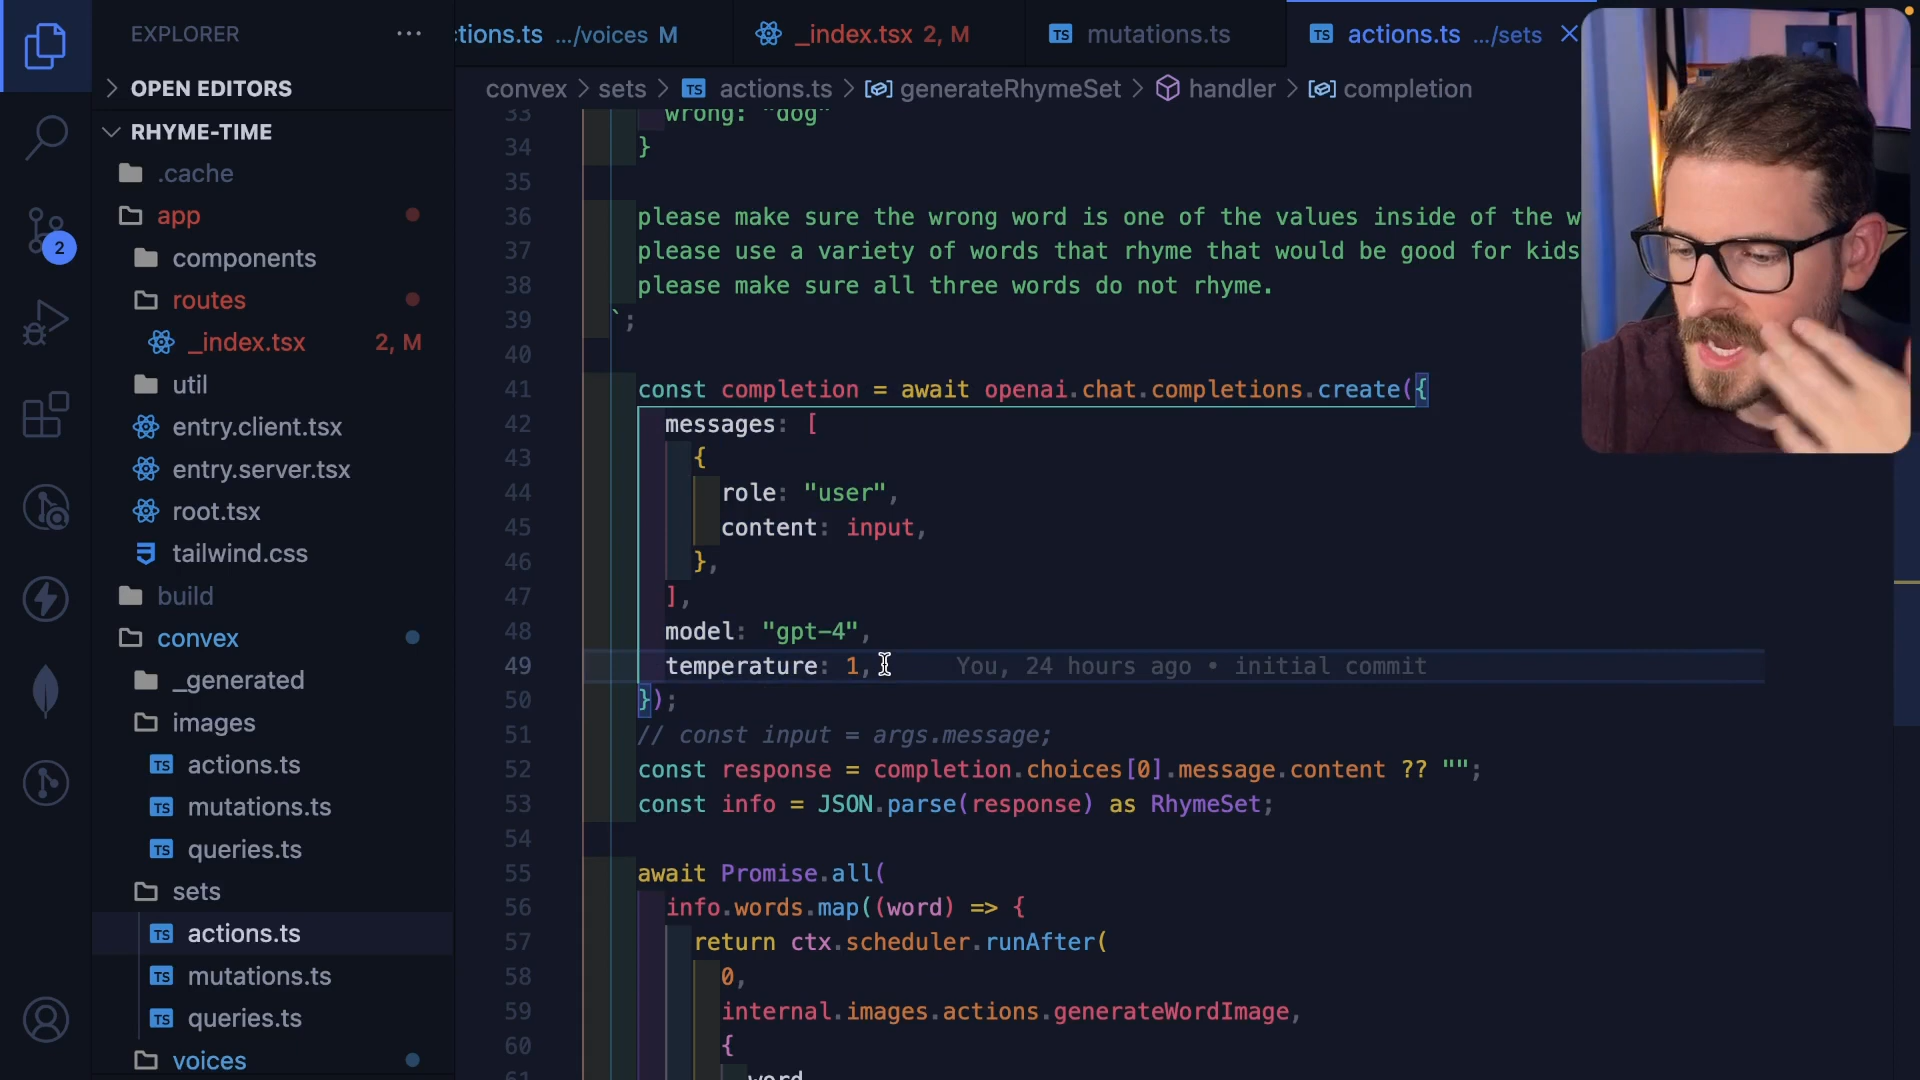 EXPLORER
OPEN EDITORS
RHYME-TIME
.cache
app
components
routes
_index.tsx 2, M
util
entry.client.tsx
entry.server.tsx
root.tsx
tailwind.css
build
convex
_generated
images
actions.ts
mutations.ts
queries.ts
sets
actions.ts
mutations.ts
queries.ts
voices
2
ctions.ts .../voices M
_index.tsx 2, M
mutations.ts
actions.ts .../sets
convex > sets > TS actions.ts > generateRhymeSet > handler > completion
33 wrong: "dog"
34 }
35
36 please make sure the wrong word is one of the values inside of the w
37 please use a variety of words that rhyme that would be good for kids
38 please make sure all three words do not rhyme.
39 `;
40
41 const completion = await openai.chat.completions.create({
42 messages: [
43 {
44 role: "user",
45 content: input,
46 },
47 ],
48 model: "gpt-4",
49 temperature: 1, You, 24 hours ago • initial commit
50 });
51 // const input = args.message;
52 const response = completion.choices[0].message.content ?? "";
53 const info = JSON.parse(response) as RhymeSet;
54
55 await Promise.all(
56 info.words.map((word) => {
57 return ctx.scheduler.runAfter(
58 0,
59 internal.images.actions.generateWordImage,
60 {
61 word